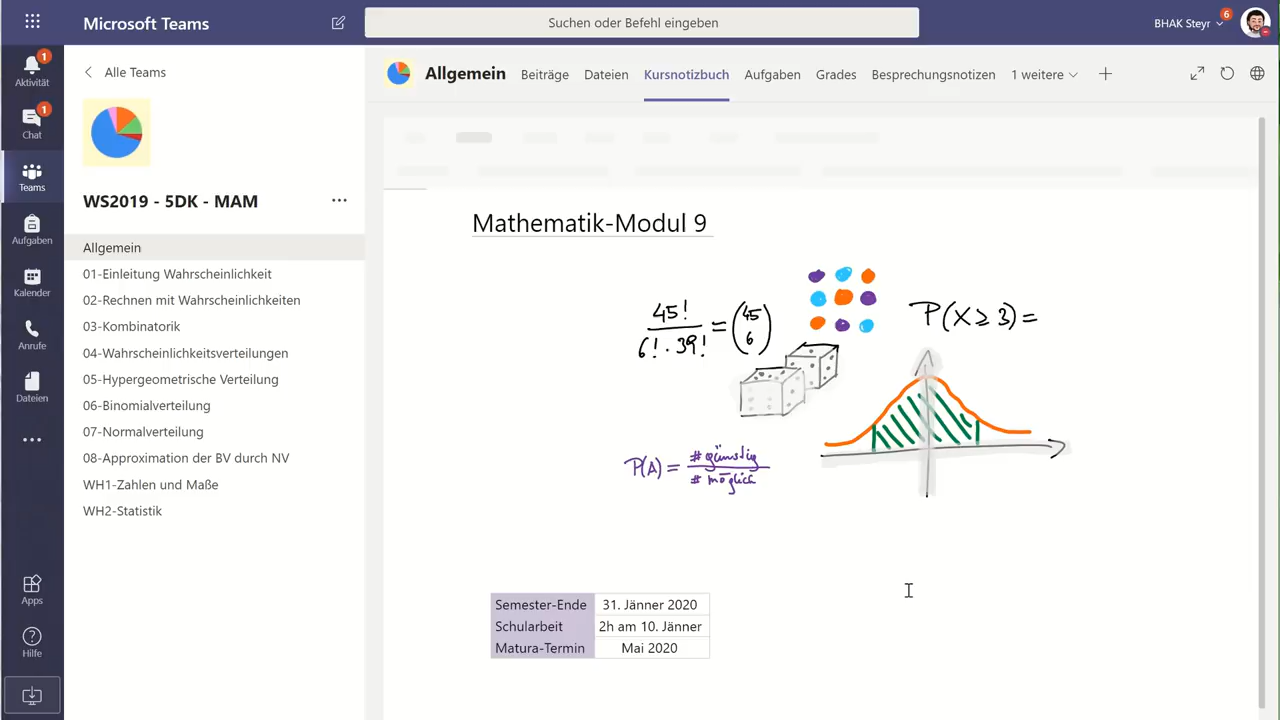 Microsoft Teams
Suchen oder Befehl eingeben
BHAK Steyr
6
1
Aktivität
1
Chat
Teams
Aufgaben
Kalender
Anrufe
Dateien
Apps
Hilfe
Alle Teams
WS2019 - 5DK - MAM
Allgemein
01-Einleitung Wahrscheinlichkeit
02-Rechnen mit Wahrscheinlichkeiten
03-Kombinatorik
04-Wahrscheinlichkeitsverteilungen
05-Hypergeometrische Verteilung
06-Binomialverteilung
07-Normalverteilung
08-Approximation der BV durch NV
WH1-Zahlen und Maße
WH2-Statistik
Allgemein Beiträge Dateien Kursnotizbuch Aufgaben Grades Besprechungsnotizen 1 weitere
Mathematik-Modul 9
45!
6! · 39!
= (45
6)
P(X ≥ 3) =
P(A) = # günstig
# möglich
Semester-Ende 31. Jänner 2020
Schularbeit 2h am 10. Jänner
Matura-Termin Mai 2020